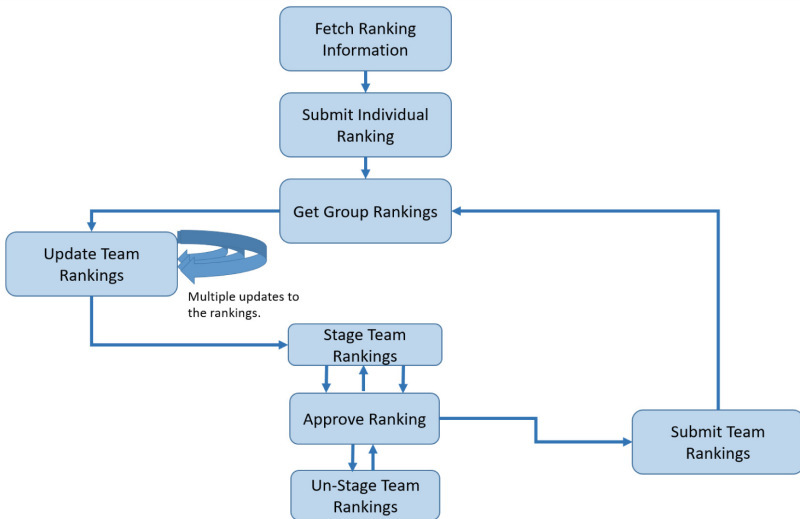 Fetch Ranking
Information
Submit Individual
Ranking
Get Group Rankings
Update Team
Rankings
Multiple updates to
the rankings.
Stage Team
Rankings
Approve Ranking
Submit Team
Rankings
Un-Stage Team
Rankings